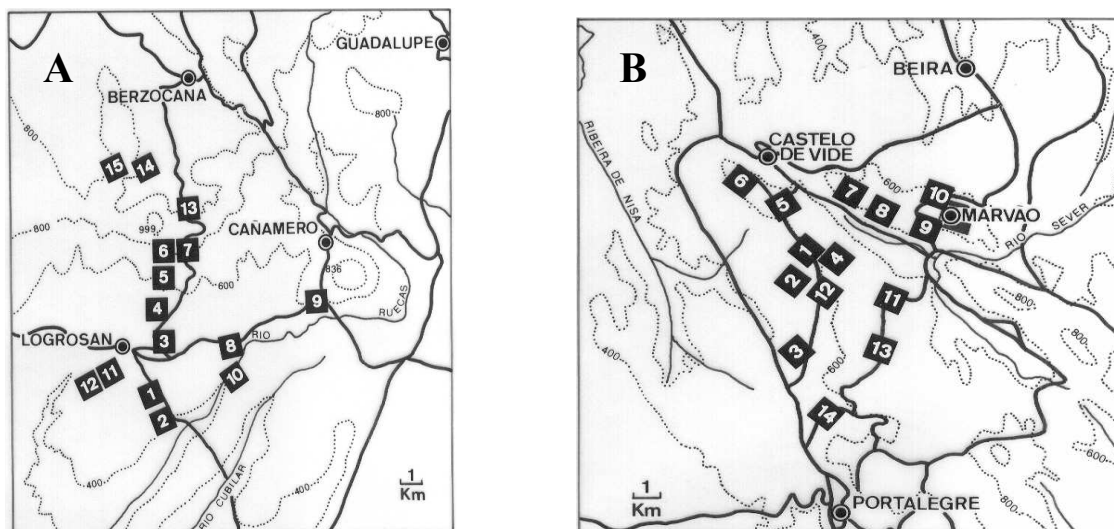 A
GUADALUPE
BERZOCANA
800
800
15
14
13
800
999
6
7
CAÑAMERO
5
600
836
4
9
RUECAS
LOGROSAN
3
8
RIO
12
11
10
1
2
400
RIO CUBILAR
400
1
Km
B
400
BEIRA
RIBEIRA DE NISA
CASTELO
DE VIDE
600
6
7
10
5
8
MARVÃO
9
RIO SEVER
1
4
2
12
11
800
400
3
13
600
800
14
600
1
Km
PORTALEGRE
800